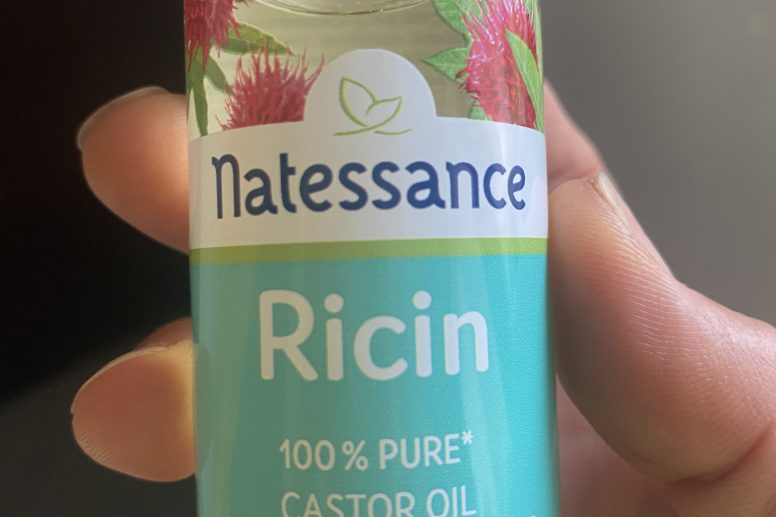 Natessance
Ricin
100 % PURE*
CASTOR OIL